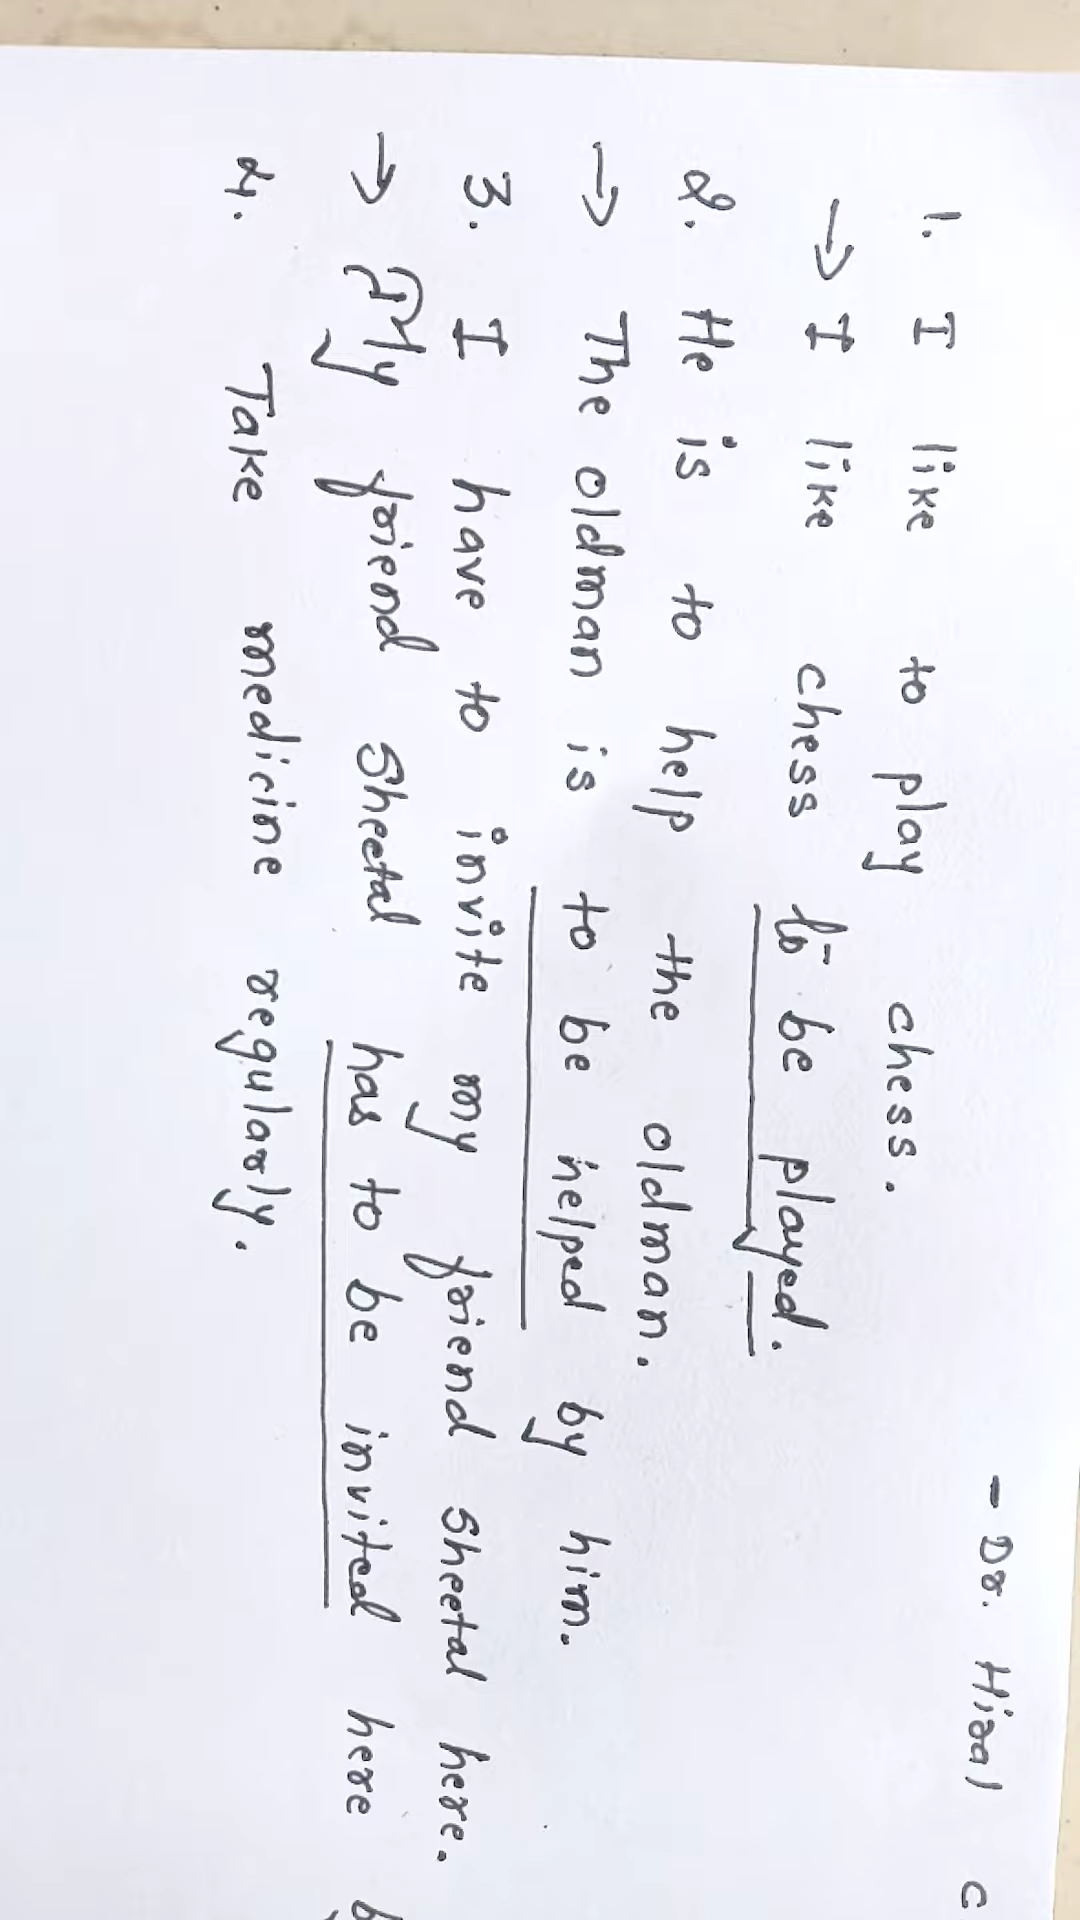 - Dr. Hiral C
1. I like to play chess.
→ I like chess to be played.
2. He is to help the oldman.
→ The oldman is to be helped by him.
3. I have to invite my friend Sheetal here.
→ My friend Sheetal has to be invited here b
4. Take medicine regularly.